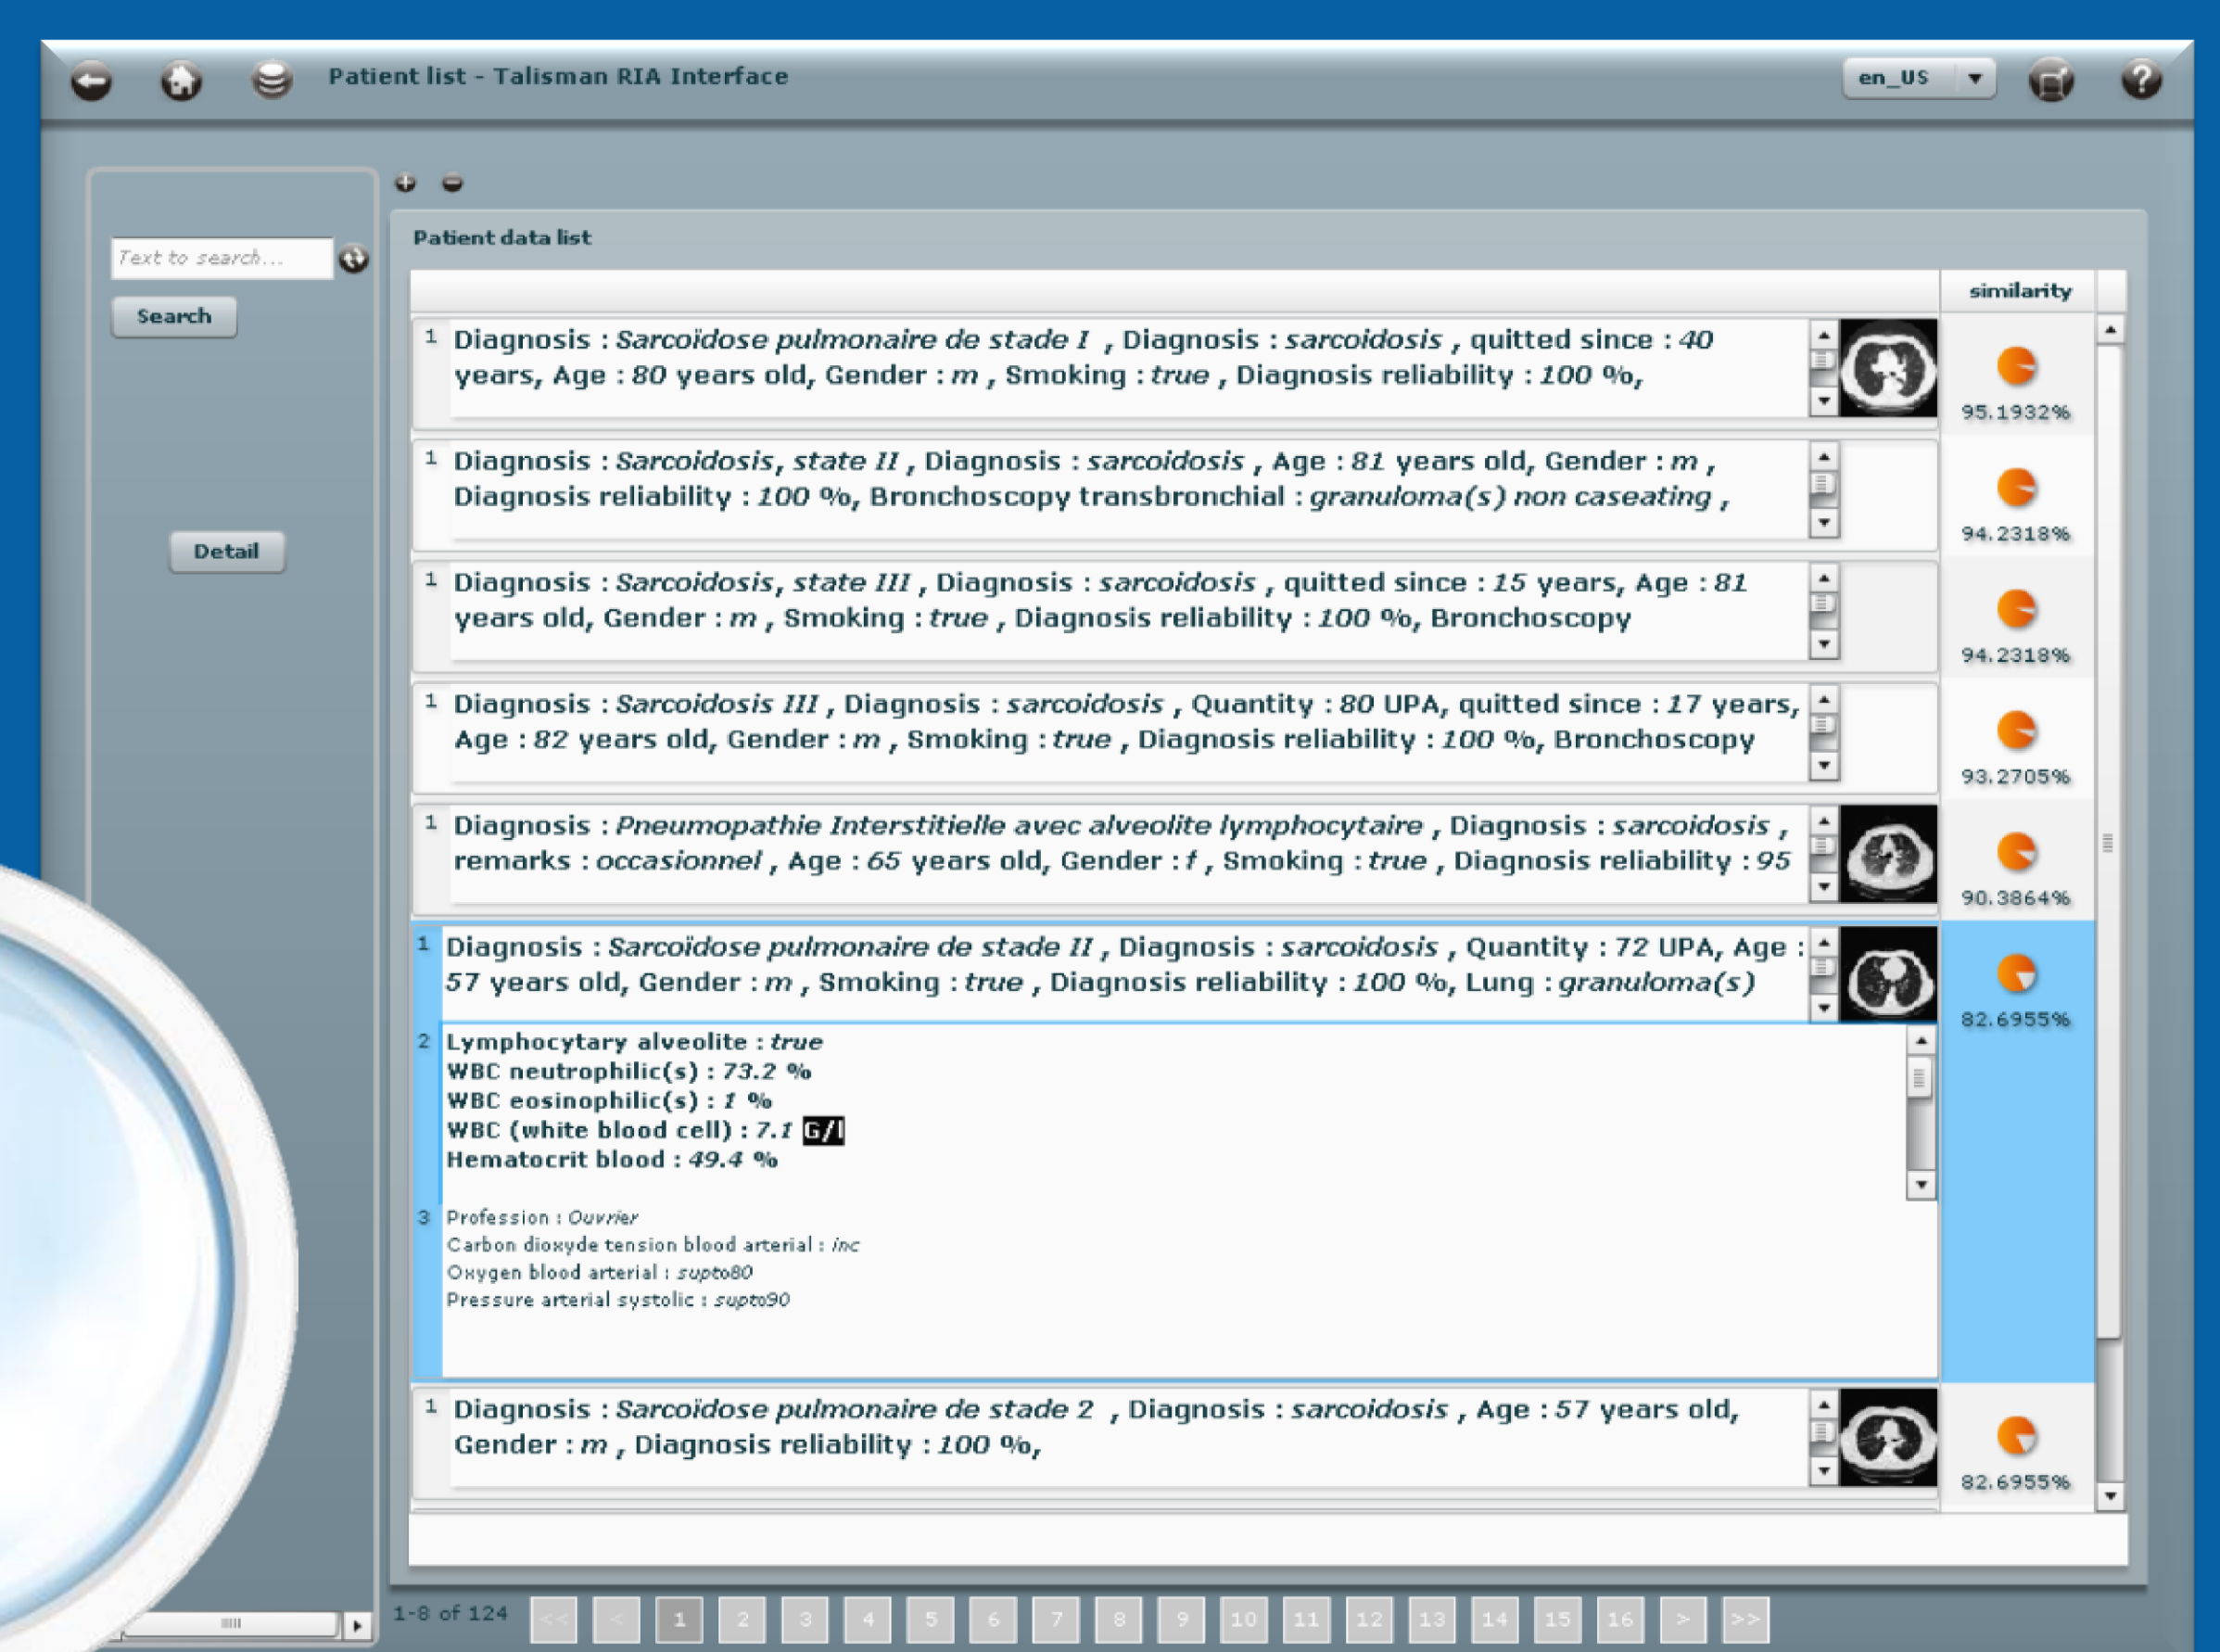 Patient list - Talisman RIA Interface
en_US
?
Text to search...
Search
Detail
Patient data list
similarity
1 Diagnosis : Sarcoïdose pulmonaire de stade I , Diagnosis : sarcoidosis , quitted since : 40
years, Age : 80 years old, Gender : m , Smoking : true , Diagnosis reliability : 100 %,
95.1932%
1 Diagnosis : Sarcoidosis, state II , Diagnosis : sarcoidosis , Age : 81 years old, Gender : m ,
Diagnosis reliability : 100 %, Bronchoscopy transbronchial : granuloma(s) non caseating ,
94.2318%
1 Diagnosis : Sarcoidosis, state III , Diagnosis : sarcoidosis , quitted since : 15 years, Age : 81
years old, Gender : m , Smoking : true , Diagnosis reliability : 100 %, Bronchoscopy
94.2318%
1 Diagnosis : Sarcoidosis III , Diagnosis : sarcoidosis , Quantity : 80 UPA, quitted since : 17 years,
Age : 82 years old, Gender : m , Smoking : true , Diagnosis reliability : 100 %, Bronchoscopy
93.2705%
1 Diagnosis : Pneumopathie Interstitielle avec alveolite lymphocytaire , Diagnosis : sarcoidosis ,
remarks : occasionnel , Age : 65 years old, Gender : f , Smoking : true , Diagnosis reliability : 95
90.3864%
1 Diagnosis : Sarcoïdose pulmonaire de stade II , Diagnosis : sarcoidosis , Quantity : 72 UPA, Age :
57 years old, Gender : m , Smoking : true , Diagnosis reliability : 100 %, Lung : granuloma(s)
82.6955%
2 Lymphocytary alveolite : true
WBC neutrophilic(s) : 73.2 %
WBC eosinophilic(s) : 1 %
WBC (white blood cell) : 7.1 G/l
Hematocrit blood : 49.4 %
3 Profession : Ouvrier
Carbon dioxyde tension blood arterial : inc
Oxygen blood arterial : supto80
Pressure arterial systolic : supto90
1 Diagnosis : Sarcoïdose pulmonaire de stade 2 , Diagnosis : sarcoidosis , Age : 57 years old,
Gender : m , Diagnosis reliability : 100 %,
82.6955%
1-8 of 124 << < 1 2 3 4 5 6 7 8 9 10 11 12 13 14 15 16 > >>